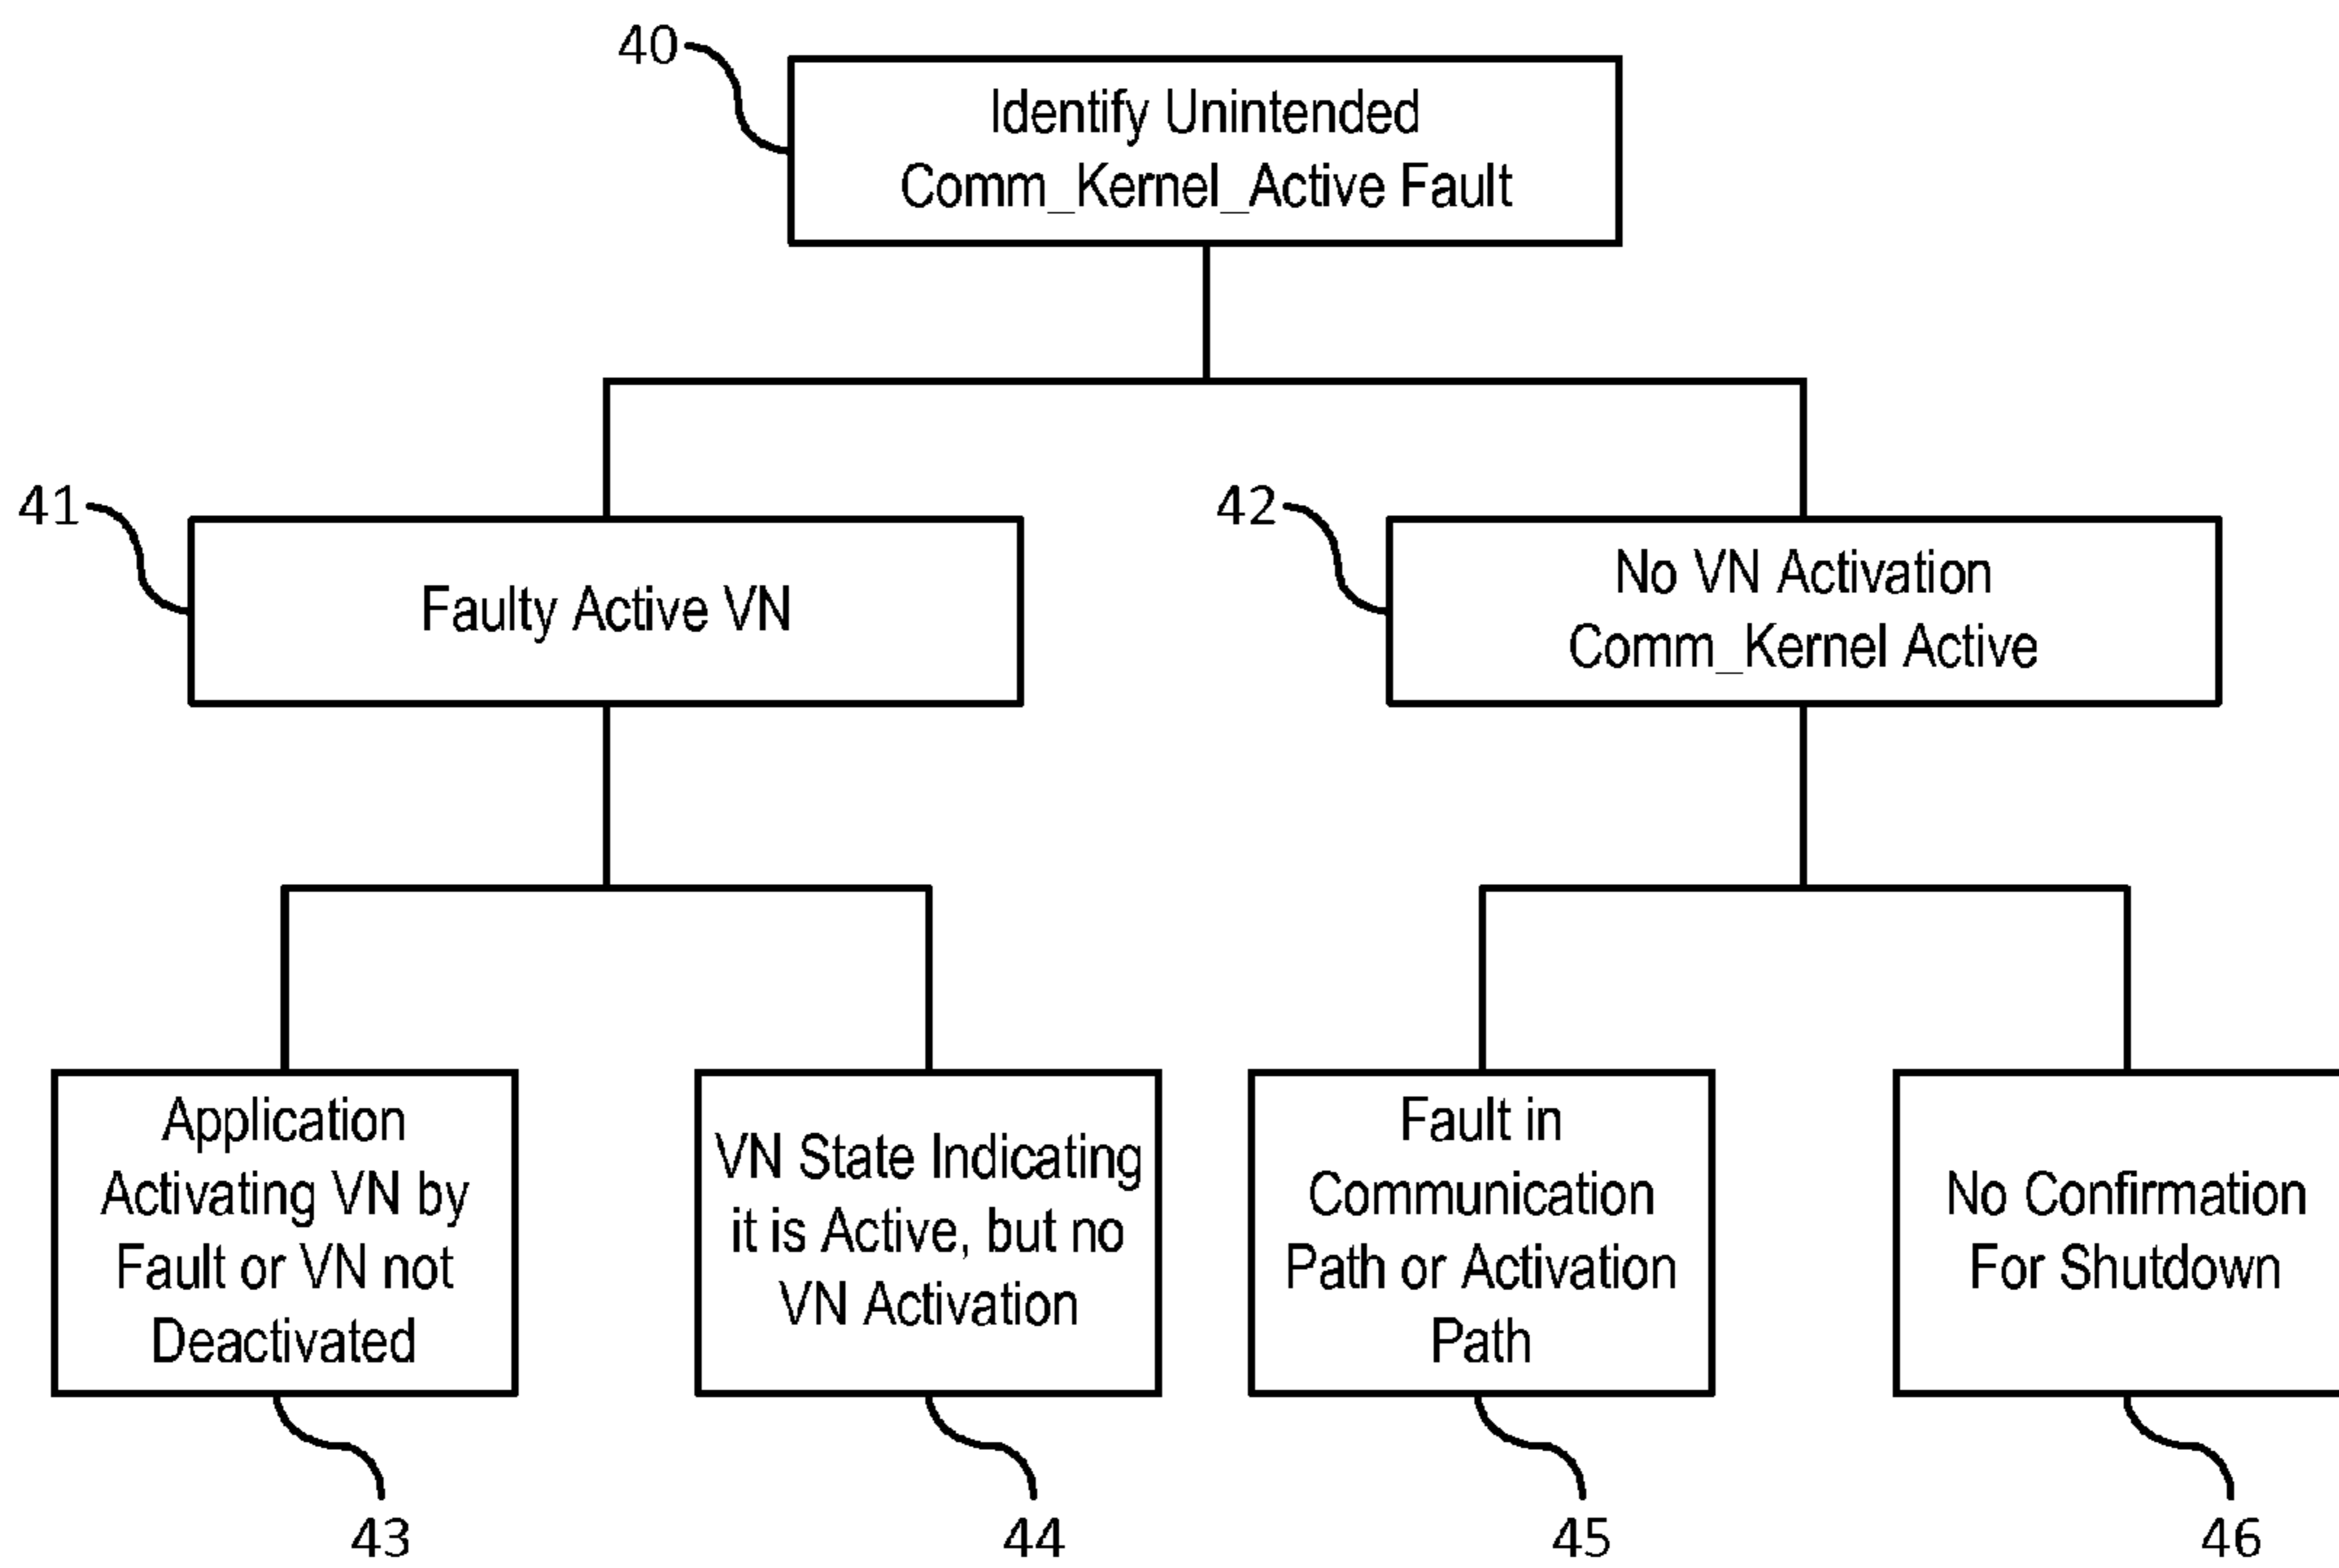 40
Identify Unintended
Comm_Kernel_Active Fault
41
Faulty Active VN
42
No VN Activation
Comm_Kernel Active
Application
Activating VN by
Fault or VN not
Deactivated
VN State Indicating
it is Active, but no
VN Activation
Fault in
Communication
Path or Activation
Path
No Confirmation
For Shutdown
43
44
45
46